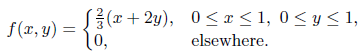 f(x, y) = { 2/3(x + 2y), 0 ≤ x ≤ 1, 0 ≤ y ≤ 1,
0, elsewhere.